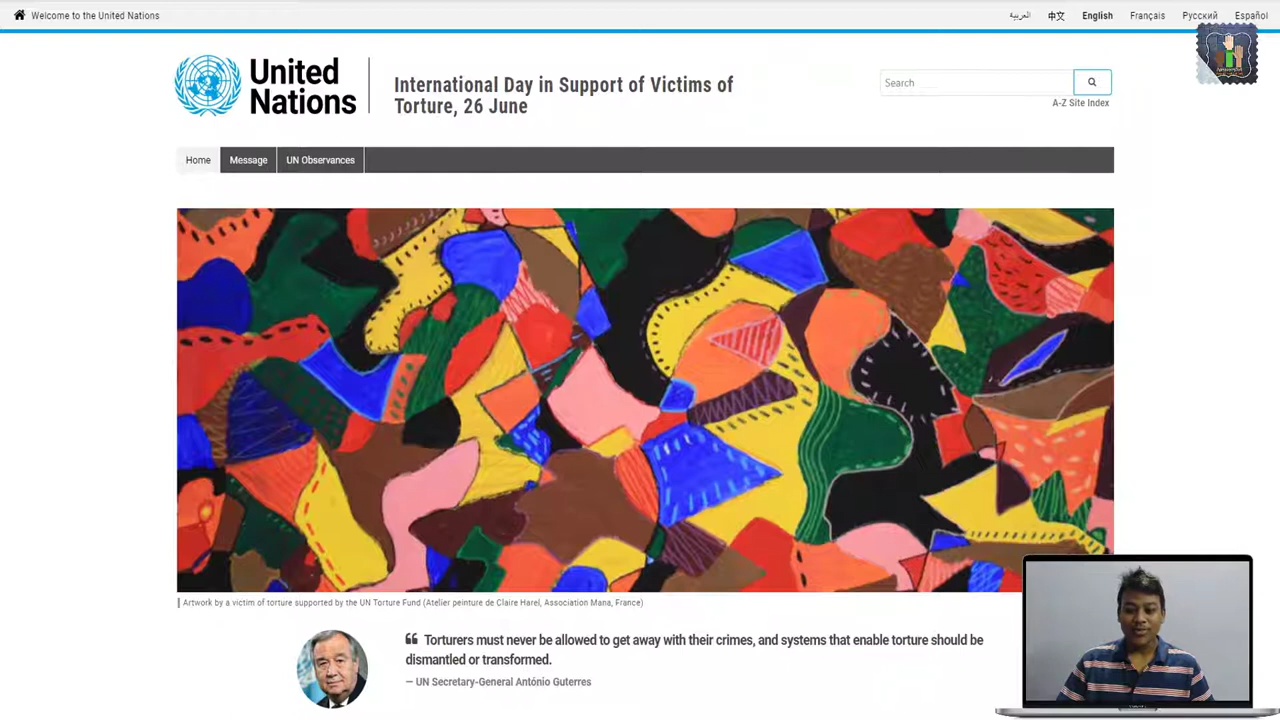 Welcome to the United Nations
العربية 中文 English Français Русский Español
United Nations
International Day in Support of Victims of
Torture, 26 June
Search
A-Z Site Index
Home Message UN Observances
Artwork by a victim of torture supported by the UN Torture Fund (Atelier peinture de Claire Harel, Association Mana, France)
Torturers must never be allowed to get away with their crimes, and systems that enable torture should be
dismantled or transformed.
— UN Secretary-General António Guterres